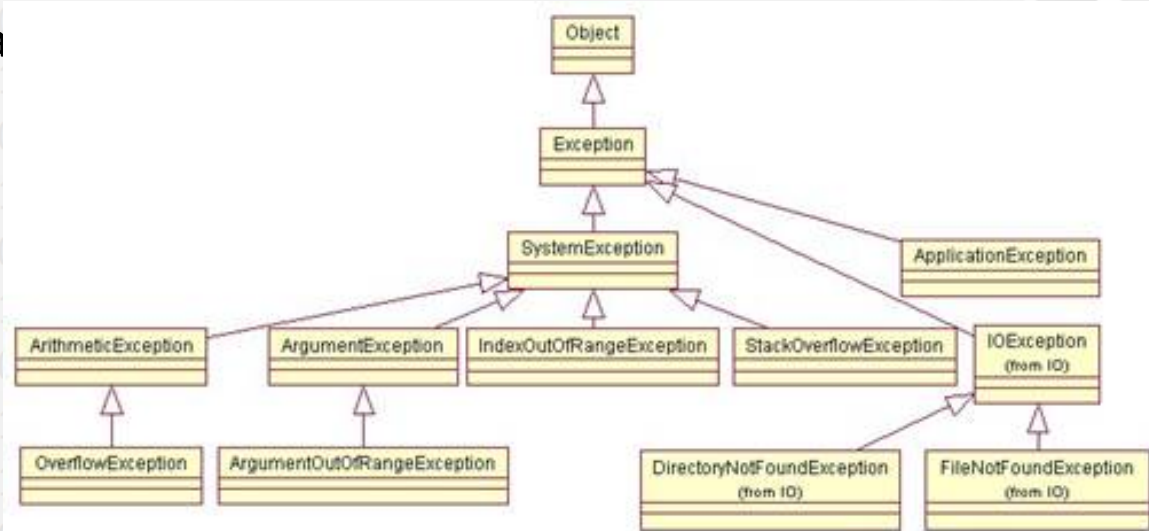 Object
Exception
SystemException
ApplicationException
ArithmeticException
ArgumentException
IndexOutOfRangeException
StackOverflowException
IOException
(from IO)
OverflowException
ArgumentOutOfRangeException
DirectoryNotFoundException
(from IO)
FileNotFoundException
(from IO)